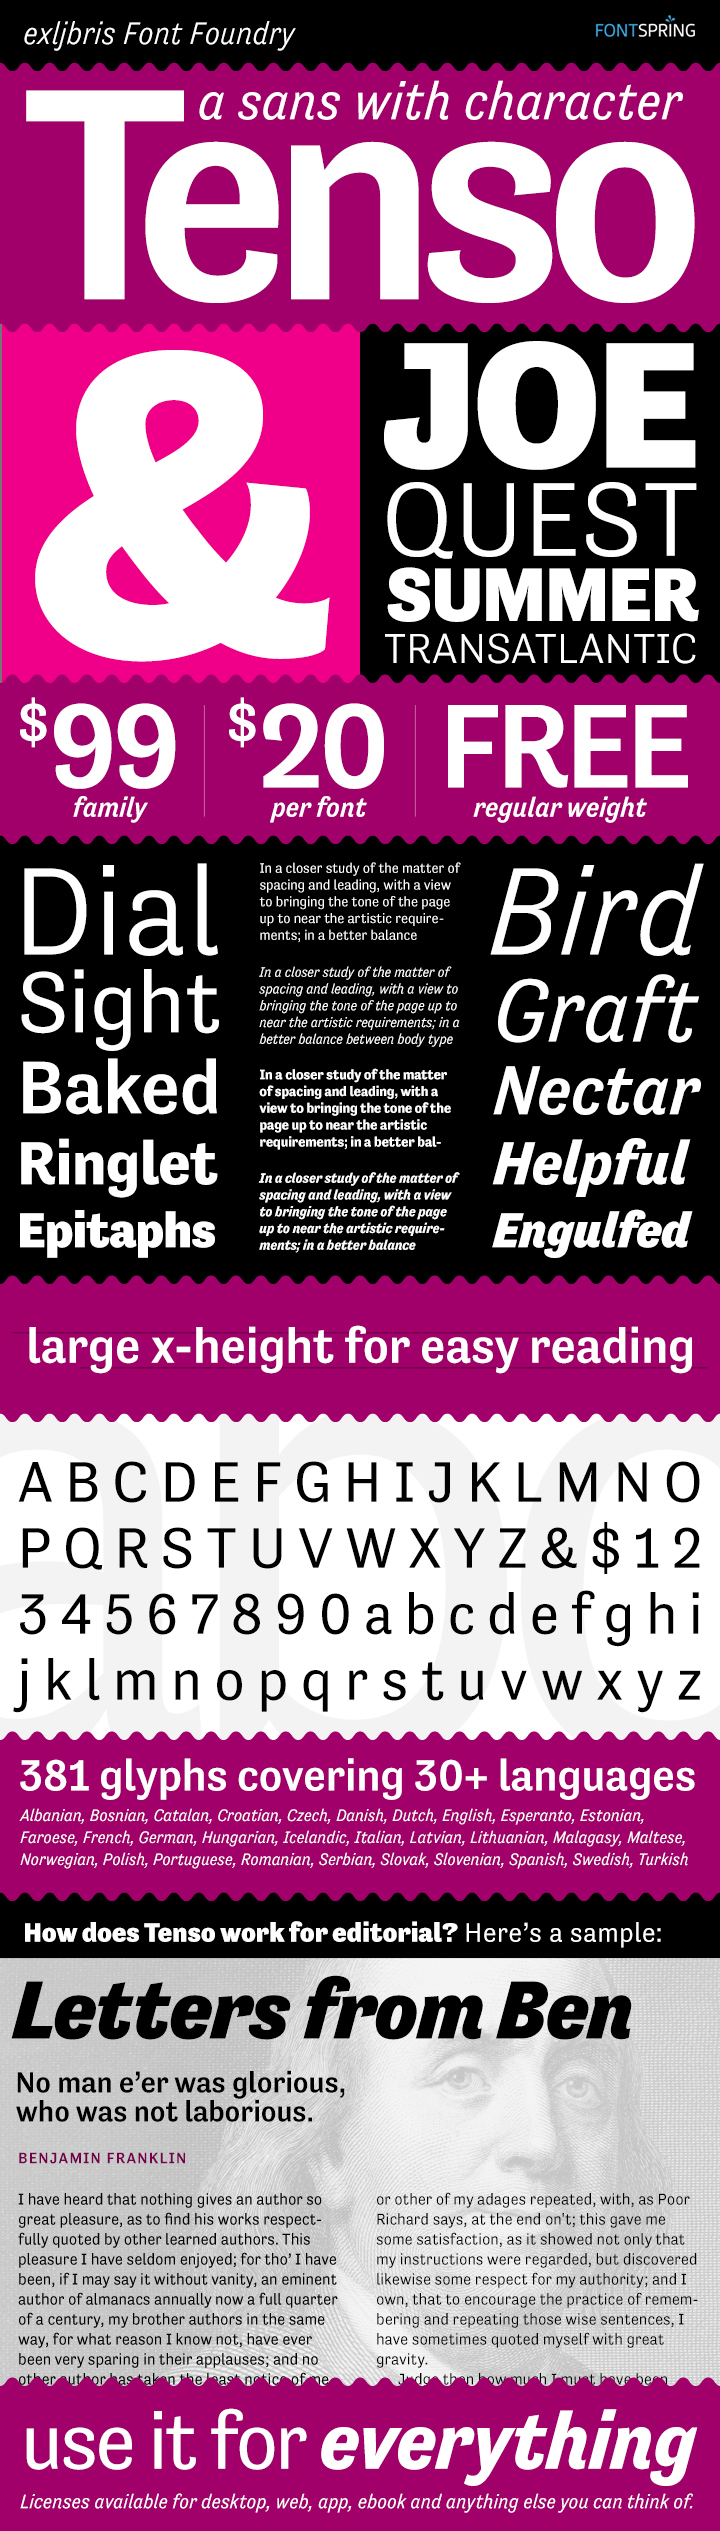 exljbris Font Foundry
FONTSPRING
a sans with character
Tenso
&
JOE
QUEST
SUMMER
TRANSATLANTIC
$99
family
$20
per font
FREE
regular weight
Dial
Sight
Baked
Ringlet
Epitaphs
In a closer study of the matter of
spacing and leading, with a view
to bringing the tone of the page
up to near the artistic require-
ments; in a better balance
In a closer study of the matter of
spacing and leading, with a view to
bringing the tone of the page up to
near the artistic requirements; in a
better balance between body type
In a closer study of the matter
of spacing and leading, with a
view to bringing the tone of the
page up to near the artistic
requirements; in a better bal-
In a closer study of the matter of
spacing and leading, with a view
to bringing the tone of the page
up to near the artistic require-
ments; in a better balance
Bird
Graft
Nectar
Helpful
Engulfed
large x-height for easy reading
A B C D E F G H I J K L M N O
P Q R S T U V W X Y Z & $ 1 2
3 4 5 6 7 8 9 0 a b c d e f g h i
j k l m n o p q r s t u v w x y z
381 glyphs covering 30+ languages
Albanian, Bosnian, Catalan, Croatian, Czech, Danish, Dutch, English, Esperanto, Estonian,
Faroese, French, German, Hungarian, Icelandic, Italian, Latvian, Lithuanian, Malagasy, Maltese,
Norwegian, Polish, Portuguese, Romanian, Serbian, Slovak, Slovenian, Spanish, Swedish, Turkish
How does Tenso work for editorial? Here's a sample:
Letters from Ben
No man e'er was glorious,
who was not laborious.
BENJAMIN FRANKLIN
I have heard that nothing gives an author so
great pleasure, as to find his works respect-
fully quoted by other learned authors. This
pleasure I have seldom enjoyed; for tho' I have
been, if I may say it without vanity, an eminent
author of almanacs annually now a full quarter
of a century, my brother authors in the same
way, for what reason I know not, have ever
been very sparing in their applauses; and no
other author has taken the least notice of me
or other of my adages repeated, with, as Poor
Richard says, at the end on't; this gave me
some satisfaction, as it showed not only that
my instructions were regarded, but discovered
likewise some respect for my authority; and I
own, that to encourage the practice of remem-
bering and repeating those wise sentences, I
have sometimes quoted myself with great
gravity.
Judge then how much I must have been
use it for everything
Licenses available for desktop, web, app, ebook and anything else you can think of.